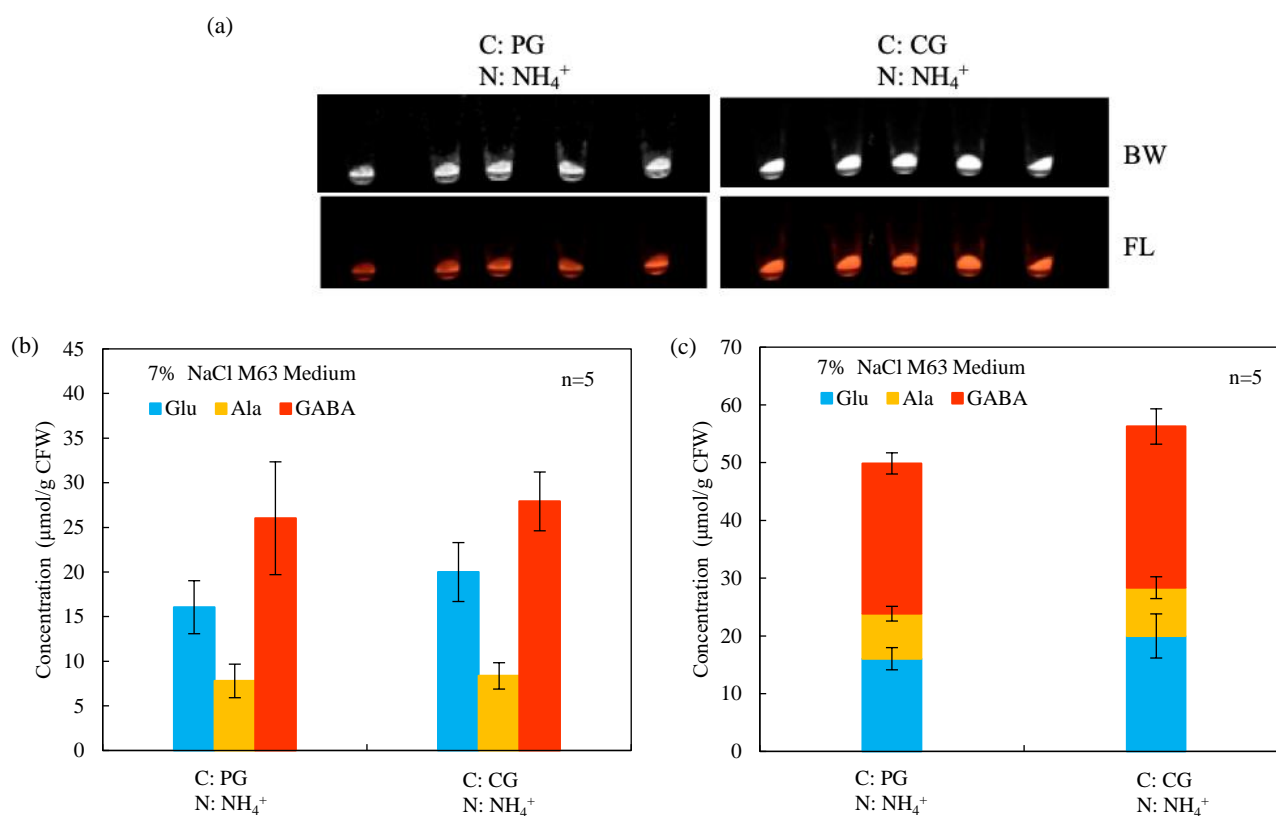 (a)
C: PG
N: NH₄⁺
C: CG
N: NH₄⁺
BW
FL
(b)
45
40
35
30
25
20
15
10
5
0
Concentration (μmol/g CFW)
7% NaCl M63 Medium
n=5
Glu Ala GABA
C: PG
N: NH₄⁺
C: CG
N: NH₄⁺
(c)
70
60
50
40
30
20
10
0
Concentration (μmol/g CFW)
7% NaCl M63 Medium
n=5
Glu Ala GABA
C: PG
N: NH₄⁺
C: CG
N: NH₄⁺